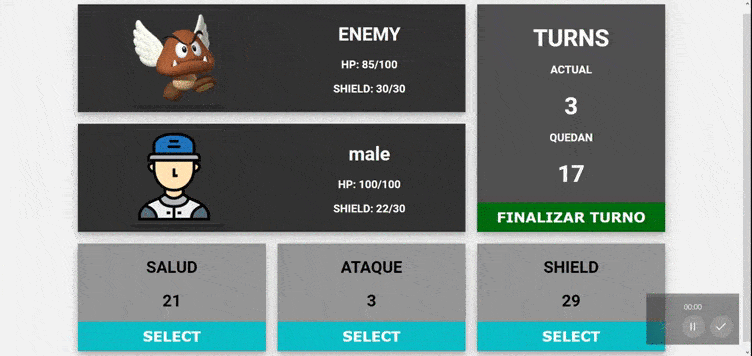 ENEMY
HP: 85/100
SHIELD: 30/30
TURNS
ACTUAL
3
QUEDAN
17
FINALIZAR TURNO
male
HP: 100/100
SHIELD: 22/30
SALUD
21
SELECT
ATAQUE
3
SELECT
SHIELD
29
SELECT
00:00